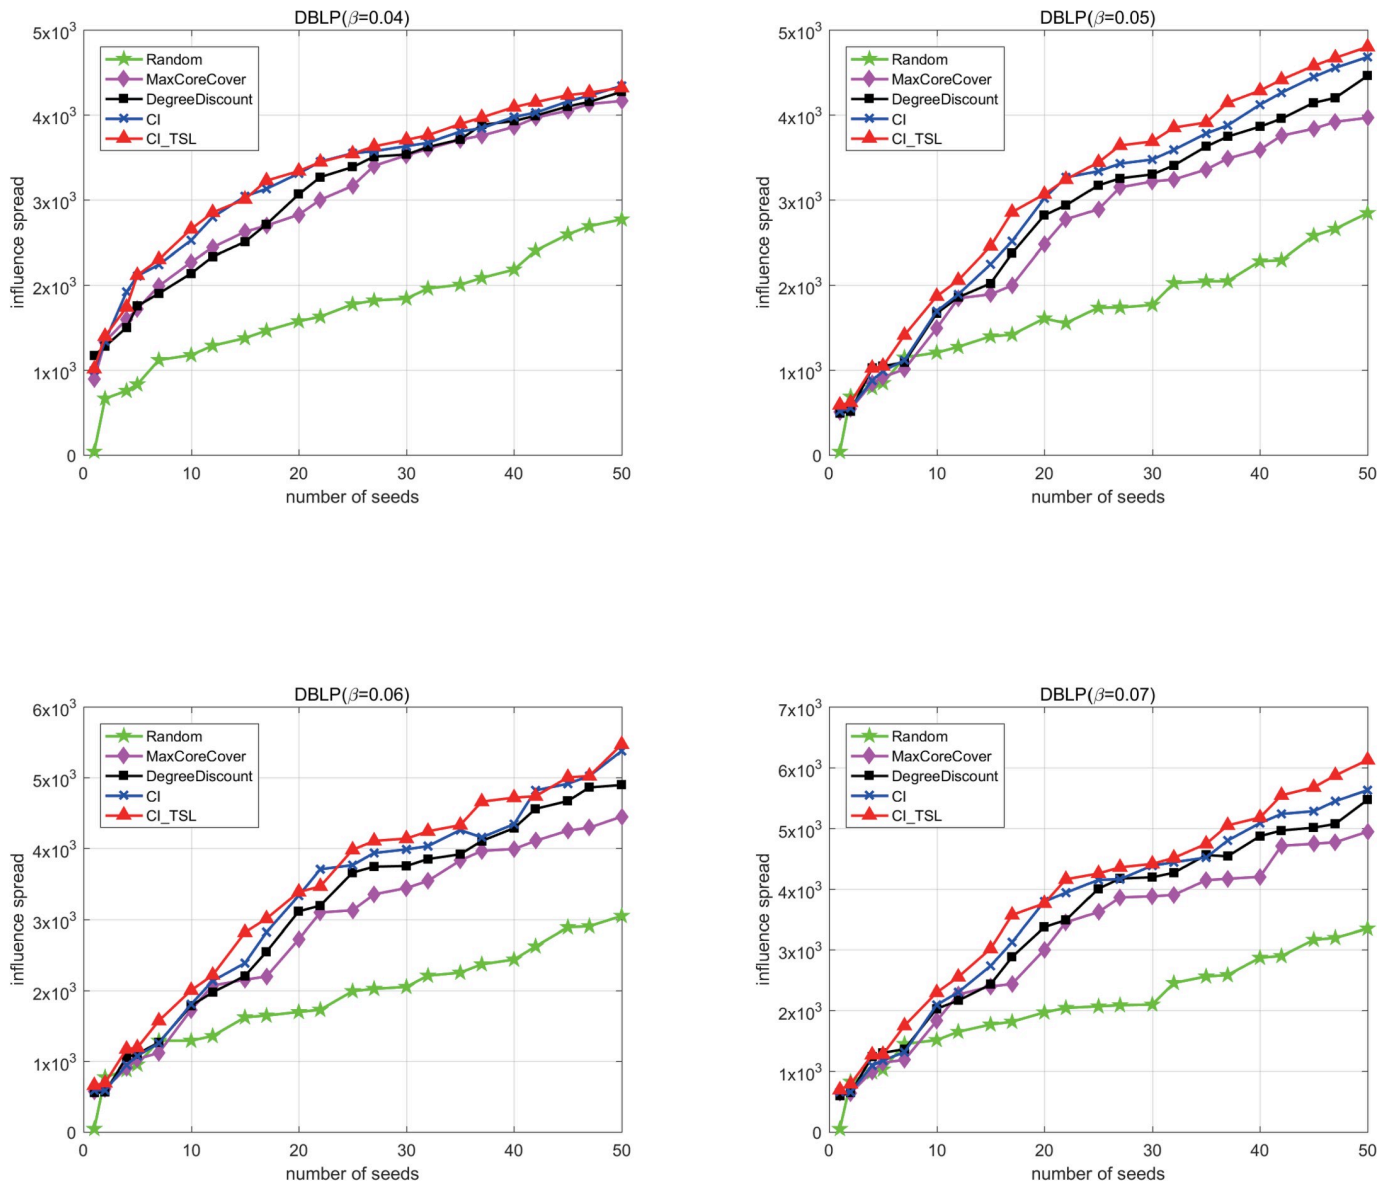 DBLP(β=0.04)
5x10³
4x10³
3x10³
2x10³
1x10³
0
influence spread
Random
MaxCoreCover
DegreeDiscount
CI
CI_TSL
0 10 20 30 40 50
number of seeds
DBLP(β=0.05)
5x10³
4x10³
3x10³
2x10³
1x10³
0
influence spread
Random
MaxCoreCover
DegreeDiscount
CI
CI_TSL
0 10 20 30 40 50
number of seeds
DBLP(β=0.06)
6x10³
5x10³
4x10³
3x10³
2x10³
1x10³
0
influence spread
Random
MaxCoreCover
DegreeDiscount
CI
CI_TSL
0 10 20 30 40 50
number of seeds
DBLP(β=0.07)
7x10³
6x10³
5x10³
4x10³
3x10³
2x10³
1x10³
0
influence spread
Random
MaxCoreCover
DegreeDiscount
CI
CI_TSL
0 10 20 30 40 50
number of seeds